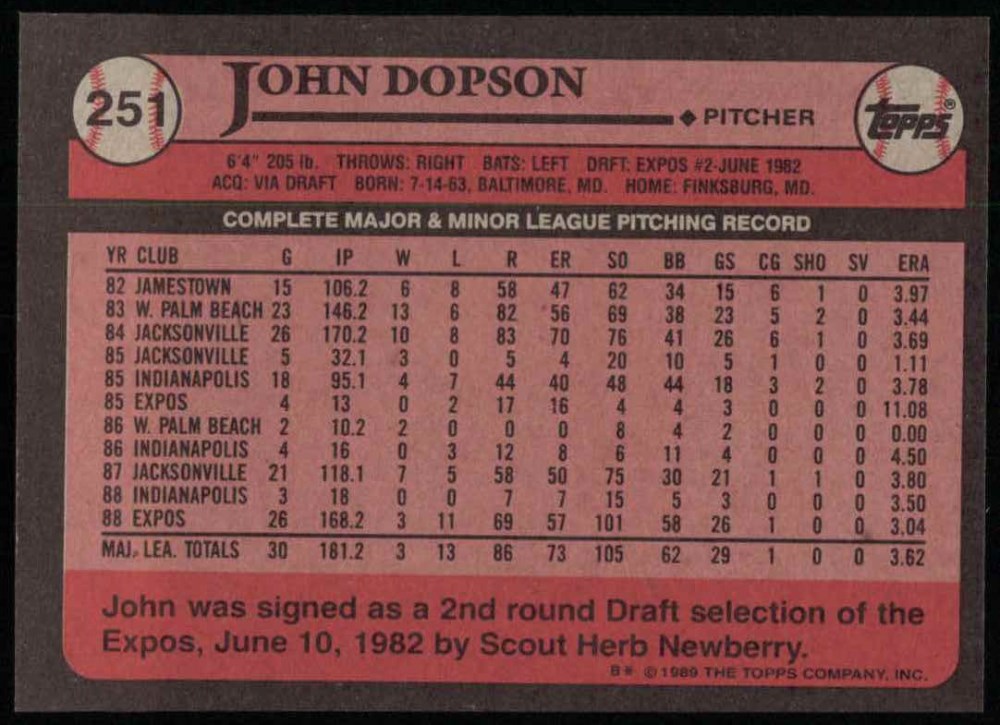 251
JOHN DOPSON
PITCHER
TOPPS®
6'4" 205 lb. THROWS: RIGHT BATS: LEFT DRFT: EXPOS #2-JUNE 1982
ACQ: VIA DRAFT BORN: 7-14-63, BALTIMORE, MD. HOME: FINKSBURG, MD.
COMPLETE MAJOR & MINOR LEAGUE PITCHING RECORD
YR CLUB G IP W L R ER SO BB GS CG SHO SV ERA
82 JAMESTOWN 15 106.2 6 8 58 47 62 34 15 6 1 0 3.97
83 W. PALM BEACH 23 146.2 13 6 82 56 69 38 23 5 2 0 3.44
84 JACKSONVILLE 26 170.2 10 8 83 70 76 41 26 6 1 0 3.69
85 JACKSONVILLE 5 32.1 3 0 5 4 20 10 5 1 0 0 1.11
85 INDIANAPOLIS 18 95.1 4 7 44 40 48 44 18 3 2 0 3.78
85 EXPOS 4 13 0 2 17 16 4 4 3 0 0 0 11.08
86 W. PALM BEACH 2 10.2 2 0 0 0 8 4 2 0 0 0 0.00
86 INDIANAPOLIS 4 16 0 3 12 8 6 11 4 0 0 0 4.50
87 JACKSONVILLE 21 118.1 7 5 58 50 75 30 21 1 1 0 3.80
88 INDIANAPOLIS 3 18 0 0 7 7 15 5 3 0 0 0 3.50
88 EXPOS 26 168.2 3 11 69 57 101 58 26 1 0 0 3.04
MAJ. LEA. TOTALS 30 181.2 3 13 86 73 105 62 29 1 0 0 3.62
John was signed as a 2nd round Draft selection of the
Expos, June 10, 1982 by Scout Herb Newberry.
B* © 1989 THE TOPPS COMPANY, INC.